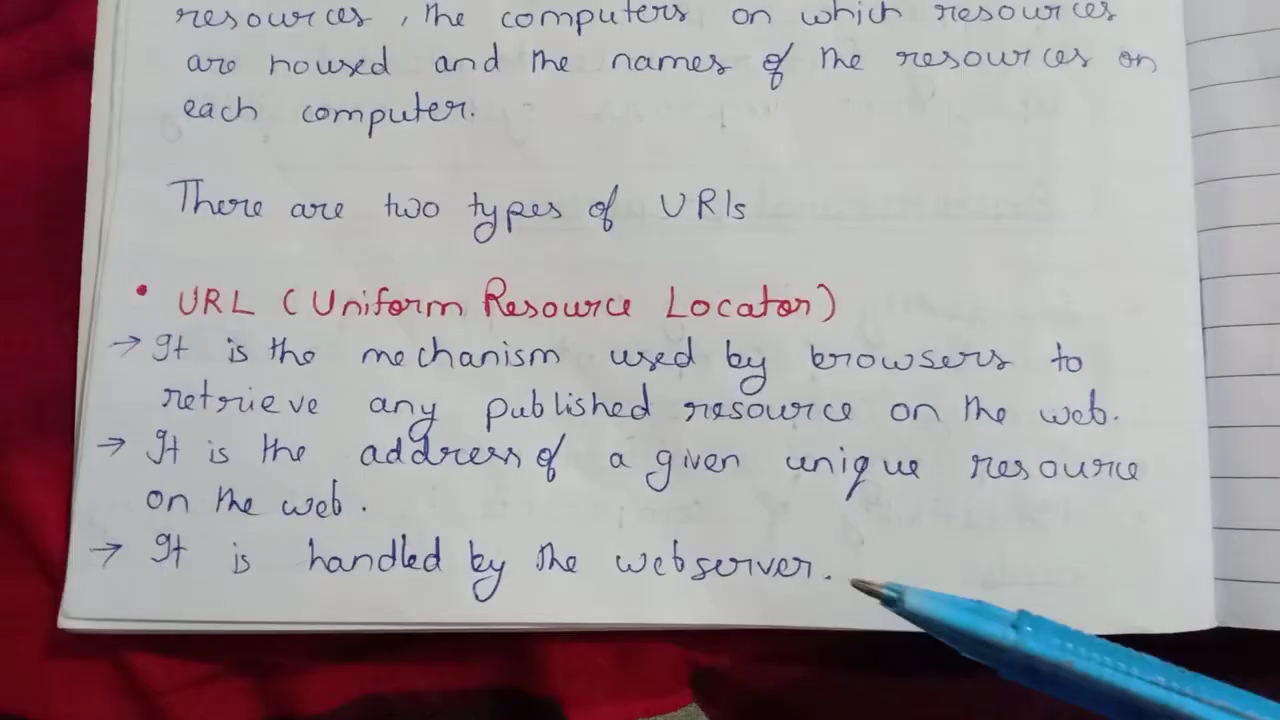 resources, the computers on which resources
are housed and the names of the resources on
each computer.
There are two types of URIs
• URL (Uniform Resource Locator)
→ It is the mechanism used by browsers to
retrieve any published resource on the web.
→ It is the address of a given unique resource
on the web.
→ It is handled by the webserver.